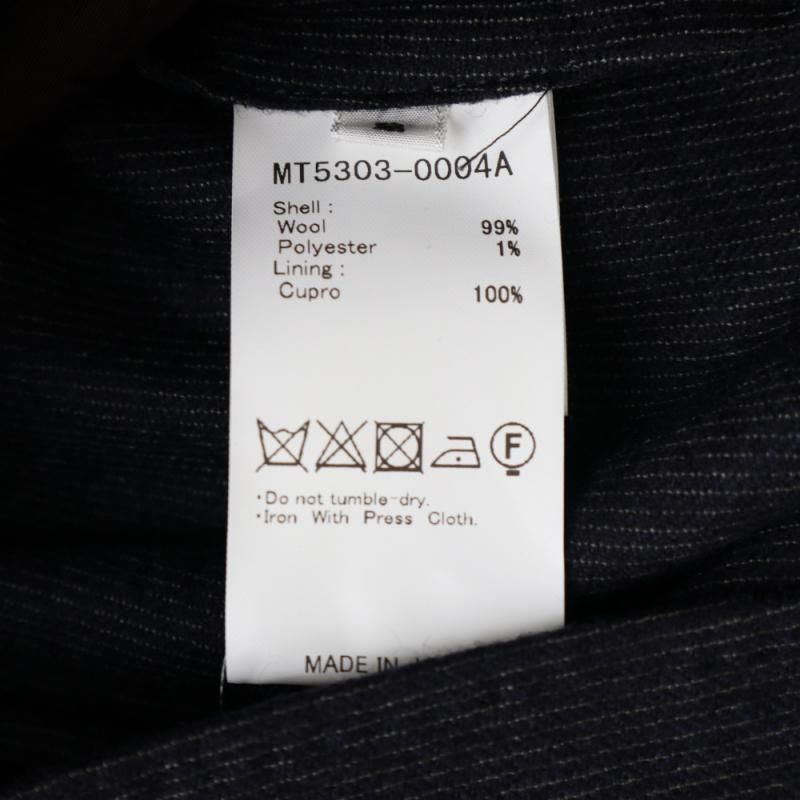 MT5303-0004A
Shell :
Wool 99%
Polyester 1%
Lining :
Cupro 100%
F
・Do not tumble-dry.
・Iron With Press Cloth.
MADE IN